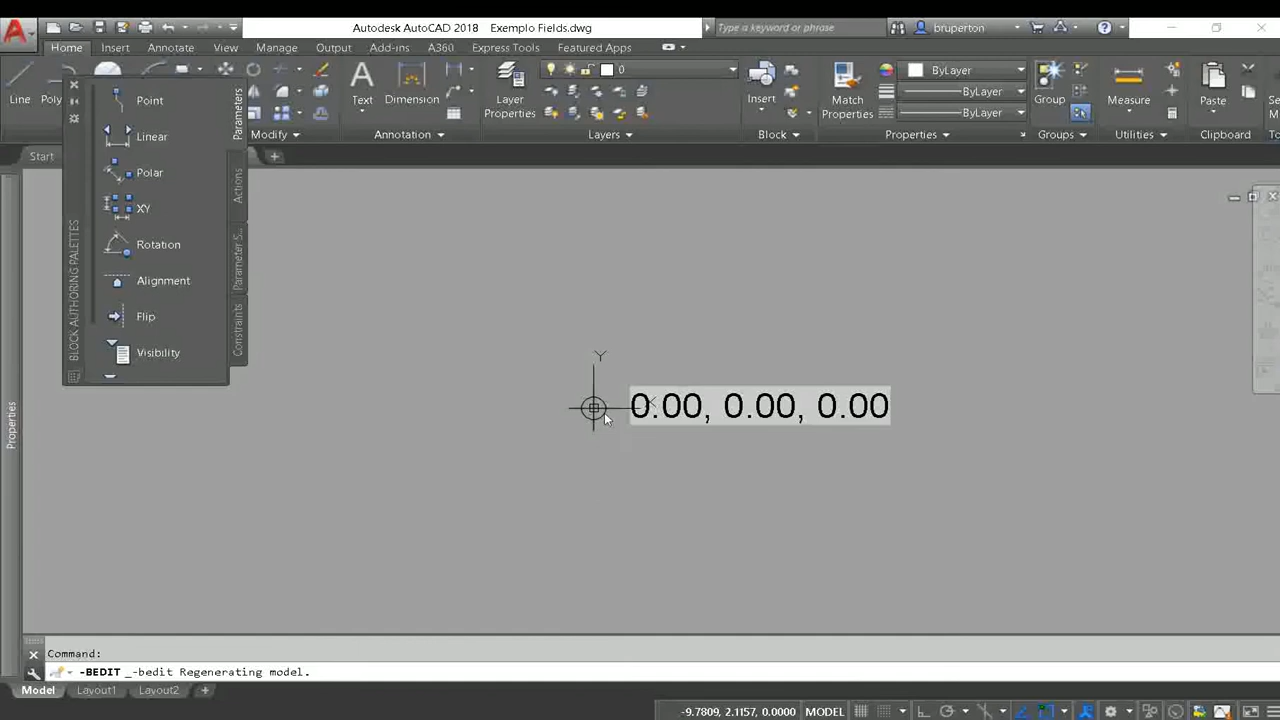 Autodesk AutoCAD 2018 Exemplo Fields.dwg
Type a keyword or phrase
bruperton
Home Insert Annotate View Manage Output Add-ins A360 Express Tools Featured Apps
Line
Text
Dimension
Layer Properties
0
Insert
Match Properties
ByLayer
ByLayer
ByLayer
Group
Measure
Paste
Modify Annotation Layers Block Properties Groups Utilities Clipboard
Start
BLOCK AUTHORING PALETTES
Point
Linear
Polar
XY
Rotation
Alignment
Flip
Visibility
Parameters
Actions
Parameter S...
Constraints
Properties
Y
X
0.00, 0.00, 0.00
Command:
-BEDIT _-bedit Regenerating model.
Model Layout1 Layout2 +
-9.7809, 2.1157, 0.0000 MODEL